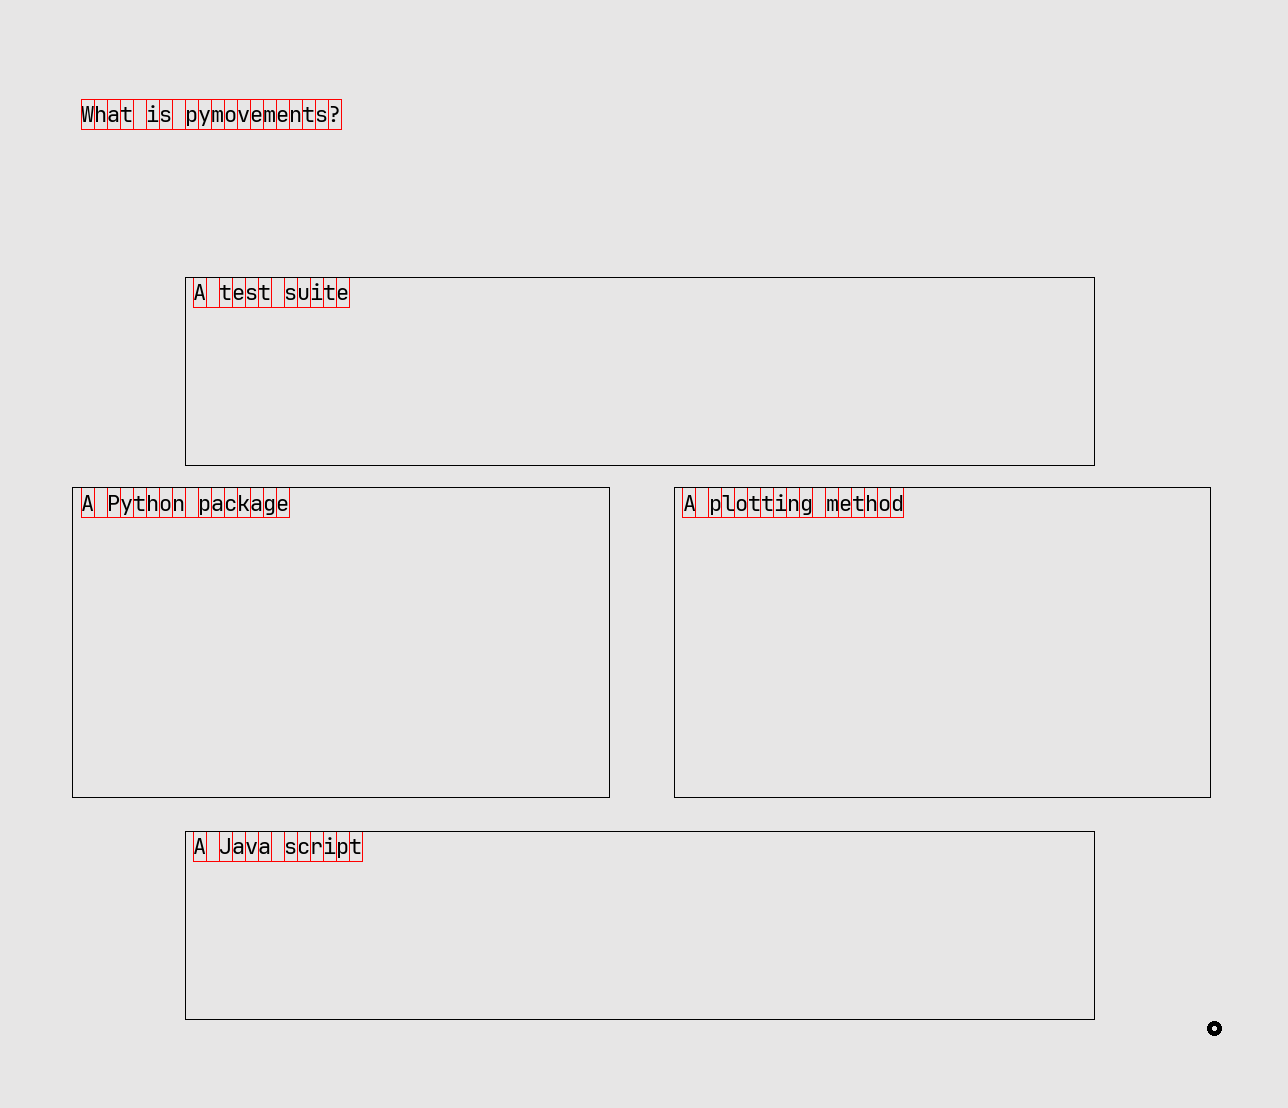 What is pymovements?
A test suite
A Python package
A plotting method
A Java script